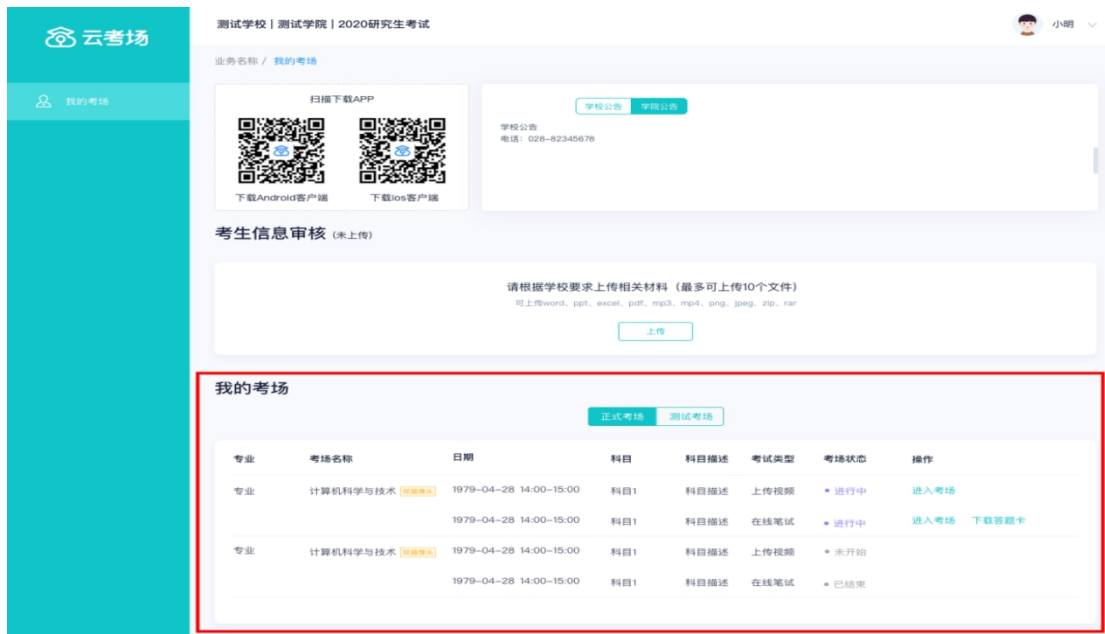 云考场
测试学校 | 测试学院 | 2020研究生考试
小明
业务名称 / 我的考场
我的考场
扫描下载APP
下载Android客户端 下载ios客户端
学校公告 学院公告
学校公告
电话：028-82345678
考生信息审核 (未上传)
请根据学校要求上传相关材料（最多可上传10个文件）
可上传word、ppt、excel、pdf、mp3、mp4、png、jpeg、zip、rar
上传
我的考场
正式考场 测试考场
专业 考场名称 日期 科目 科目描述 考试类型 考场状态 操作
专业 计算机科学与技术 1979-04-28 14:00-15:00 科目1 科目描述 上传视频 进行中 进入考场
1979-04-28 14:00-15:00 科目1 科目描述 在线笔试 进行中 进入考场 下载答题卡
专业 计算机科学与技术 1979-04-28 14:00-15:00 科目1 科目描述 上传视频 未开始
1979-04-28 14:00-15:00 科目1 科目描述 在线笔试 已结束